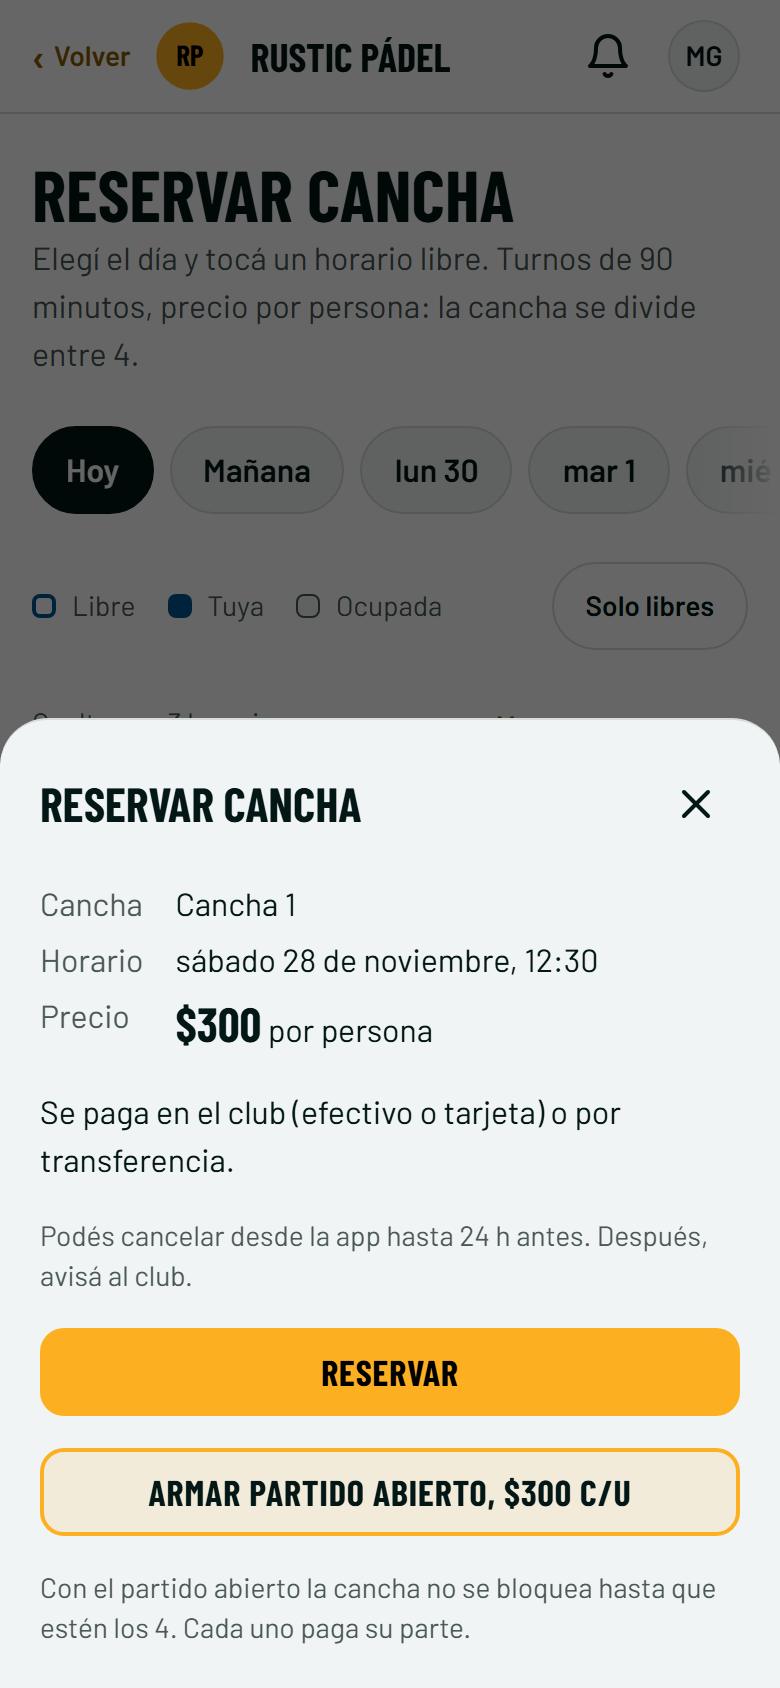 ‹ Volver RP RUSTIC PÁDEL MG
RESERVAR CANCHA
Elegí el día y tocá un horario libre. Turnos de 90
minutos, precio por persona: la cancha se divide
entre 4.
Hoy Mañana lun 30 mar 1 mié
Libre Tuya Ocupada Solo libres
RESERVAR CANCHA
Cancha Cancha 1
Horario sábado 28 de noviembre, 12:30
Precio $300 por persona
Se paga en el club (efectivo o tarjeta) o por
transferencia.
Podés cancelar desde la app hasta 24 h antes. Después,
avisá al club.
RESERVAR
ARMAR PARTIDO ABIERTO, $300 C/U
Con el partido abierto la cancha no se bloquea hasta que
estén los 4. Cada uno paga su parte.